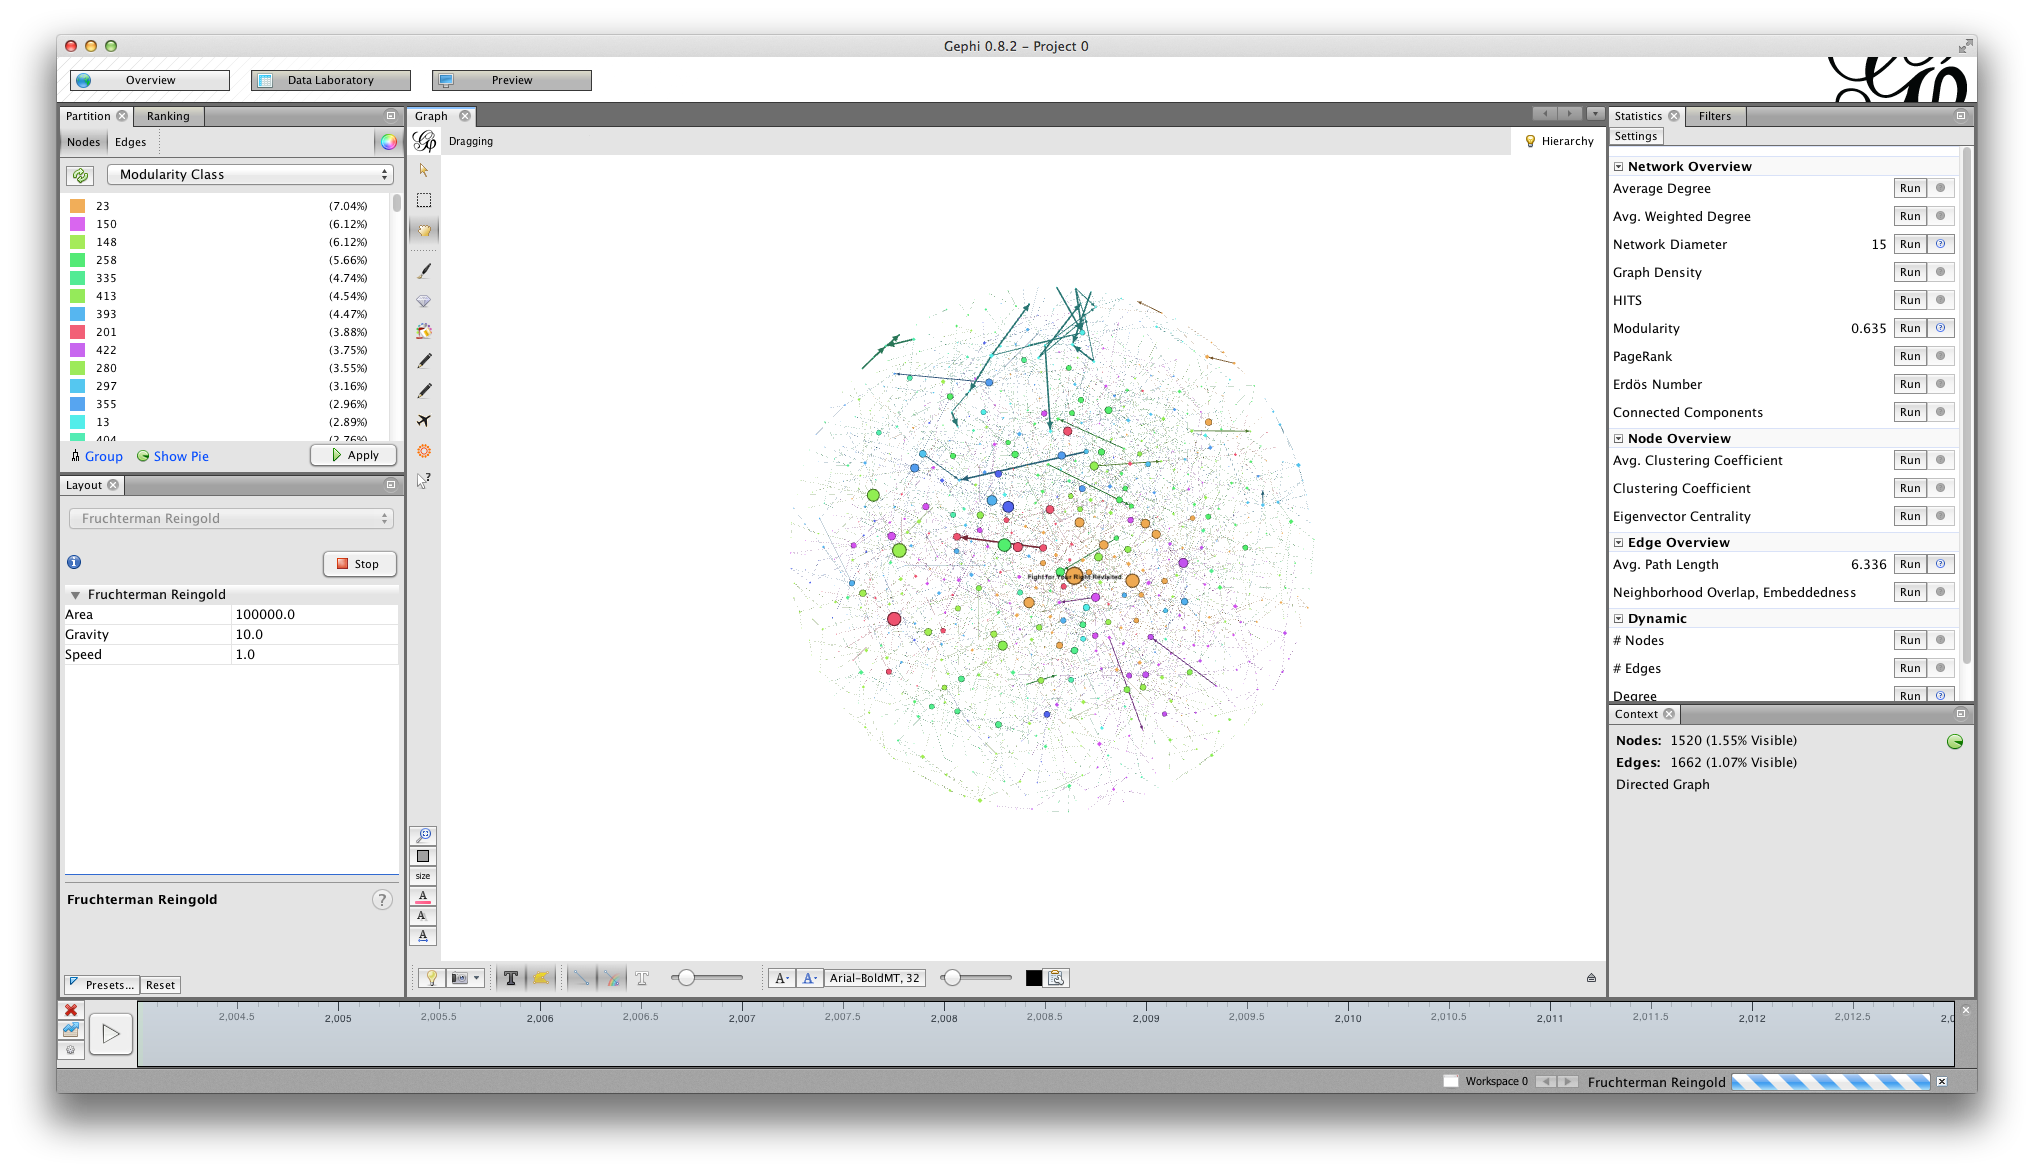 Gephi 0.8.2 – Project 0
Overview
Data Laboratory
Preview
Partition
Ranking
Nodes
Edges
Modularity Class
23 (7.04%)
150 (6.12%)
148 (6.12%)
258 (5.66%)
335 (4.74%)
413 (4.54%)
393 (4.47%)
201 (3.88%)
422 (3.75%)
280 (3.55%)
297 (3.16%)
355 (2.96%)
13 (2.89%)
404 (2.76%)
Group
Show Pie
Apply
Layout
Fruchterman Reingold
Stop
Fruchterman Reingold
Area 100000.0
Gravity 10.0
Speed 1.0
Fruchterman Reingold
?
Presets...
Reset
Graph
Dragging
Hierarchy
Fight for Your Right Revisited
size
A
A
A
T
T
A
A
Arial-BoldMT, 32
Statistics
Filters
Settings
Network Overview
Average Degree Run
Avg. Weighted Degree Run
Network Diameter 15 Run
Graph Density Run
HITS Run
Modularity 0.635 Run
PageRank Run
Erdös Number Run
Connected Components Run
Node Overview
Avg. Clustering Coefficient Run
Clustering Coefficient Run
Eigenvector Centrality Run
Edge Overview
Avg. Path Length 6.336 Run
Neighborhood Overlap, Embeddedness Run
Dynamic
# Nodes Run
# Edges Run
Degree Run
Context
Nodes: 1520 (1.55% Visible)
Edges: 1662 (1.07% Visible)
Directed Graph
2,004.5 2,005 2,005.5 2,006 2,006.5 2,007 2,007.5 2,008 2,008.5 2,009 2,009.5 2,010 2,010.5 2,011 2,011.5 2,012 2,012.5
Workspace 0
Fruchterman Reingold